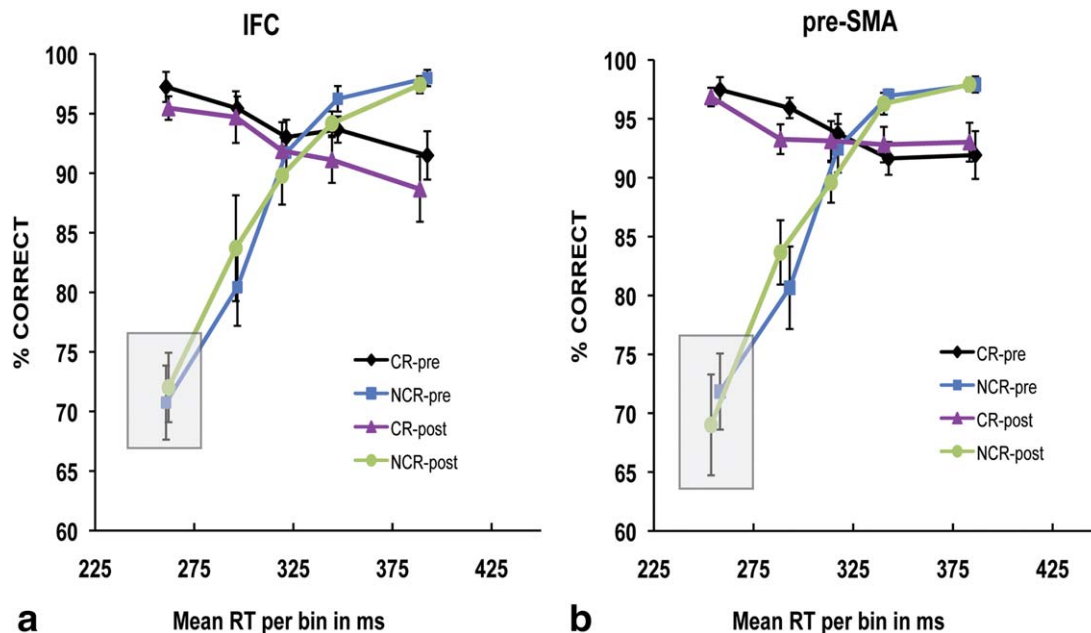 IFC
% CORRECT
100
95
90
85
80
75
70
65
60
225 275 325 375 425
Mean RT per bin in ms
CR-pre
NCR-pre
CR-post
NCR-post
a
pre-SMA
% CORRECT
100
95
90
85
80
75
70
65
60
225 275 325 375 425
Mean RT per bin in ms
CR-pre
NCR-pre
CR-post
NCR-post
b